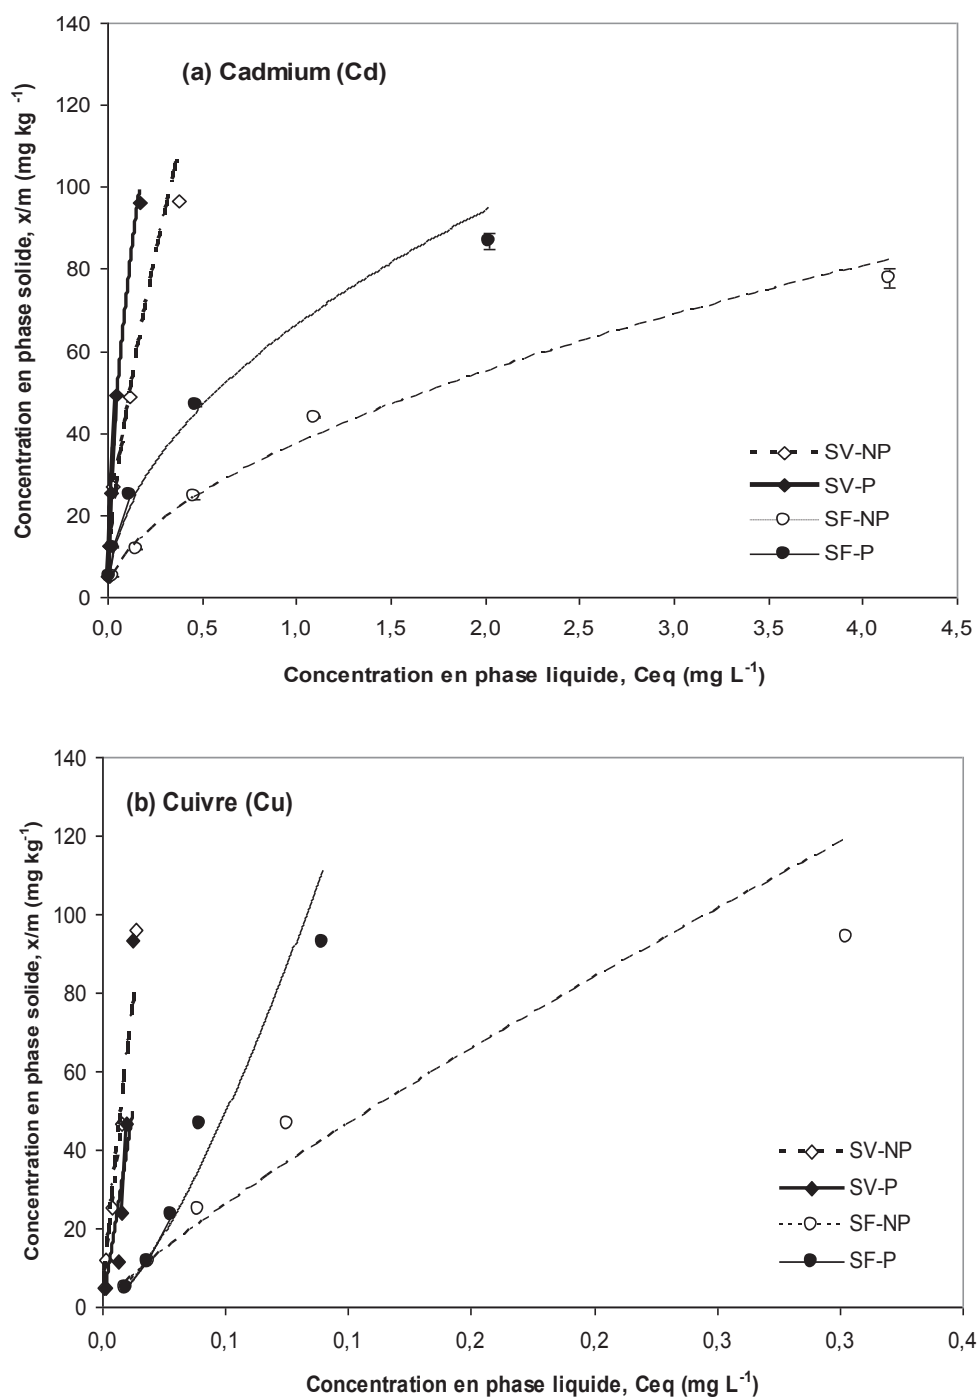 140
120
100
80
60
40
20
0
Concentration en phase solide, x/m (mg kg -1)
(a) Cadmium (Cd)
SV-NP
SV-P
SF-NP
SF-P
0,0 0,5 1,0 1,5 2,0 2,5 3,0 3,5 4,0 4,5
Concentration en phase liquide, Ceq (mg L-1)
140
120
100
80
60
40
20
0
Concentration en phase solide, x/m (mg kg-1)
(b) Cuivre (Cu)
SV-NP
SV-P
SF-NP
SF-P
0,0 0,1 0,1 0,2 0,2 0,3 0,3 0,4
Concentration en phase liquide, Ceq (mg L-1)